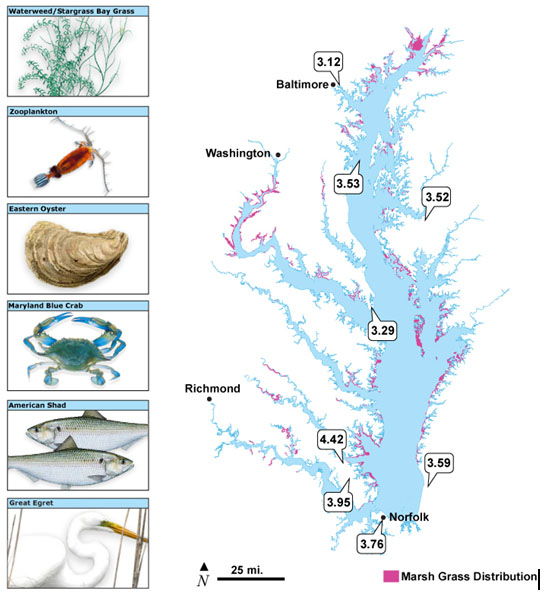 Waterweed/Stargrass Bay Grass
Zooplankton
Eastern Oyster
Maryland Blue Crab
American Shad
Great Egret
3.12
Baltimore
Washington
3.53
3.52
3.29
Richmond
4.42
3.59
3.95
Norfolk
3.76
N
25 mi.
Marsh Grass Distribution